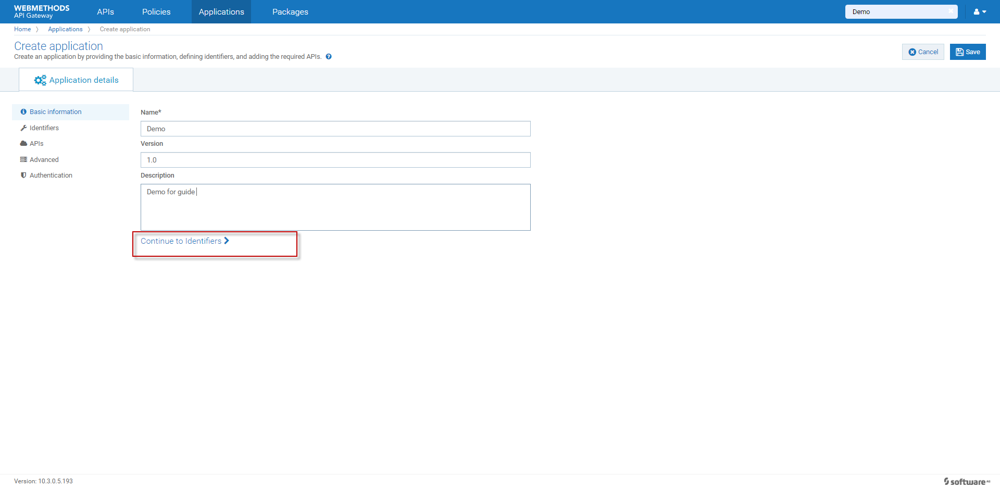 WEBMETHODS
API Gateway
APIs
Policies
Applications
Packages
Demo
Home
Applications
Create application
Create application
Create an application by providing the basic information, defining identifiers, and adding the required APIs.
Cancel
Save
Application details
Basic information
Identifiers
APIs
Advanced
Authentication
Name*
Demo
Version
1.0
Description
Demo for guide
Continue to Identifiers
Version: 10.3.0.5.193
software AG